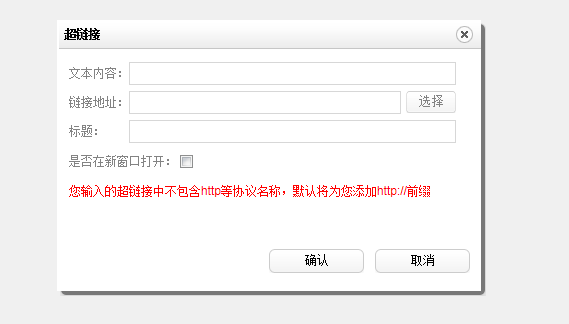 超链接
文本内容：
链接地址： 选择
标题：
是否在新窗口打开：
您输入的超链接中不包含http等协议名称，默认将为您添加http://前缀
确认 取消